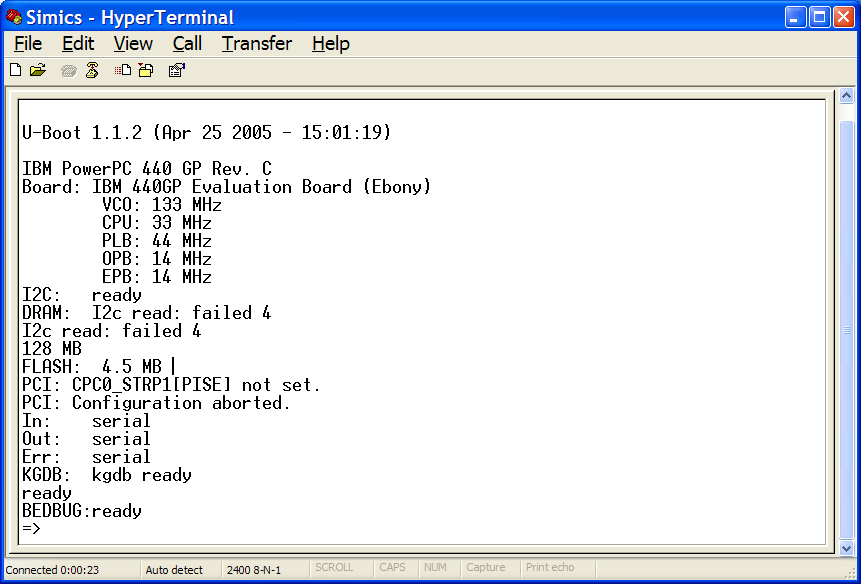 Simics - HyperTerminal
File Edit View Call Transfer Help
U-Boot 1.1.2 (Apr 25 2005 - 15:01:19)
IBM PowerPC 440 GP Rev. C
Board: IBM 440GP Evaluation Board (Ebony)
VCO: 133 MHz
CPU: 33 MHz
PLB: 44 MHz
OPB: 14 MHz
EPB: 14 MHz
I2C:   ready
DRAM:  I2c read: failed 4
I2c read: failed 4
128 MB
FLASH:  4.5 MB |
PCI: CPC0_STRP1[PISE] not set.
PCI: Configuration aborted.
In:    serial
Out:   serial
Err:   serial
KGDB:  kgdb ready
ready
BEDBUG:ready
=>
Connected 0:00:23 Auto detect 2400 8-N-1 SCROLL CAPS NUM Capture Print echo